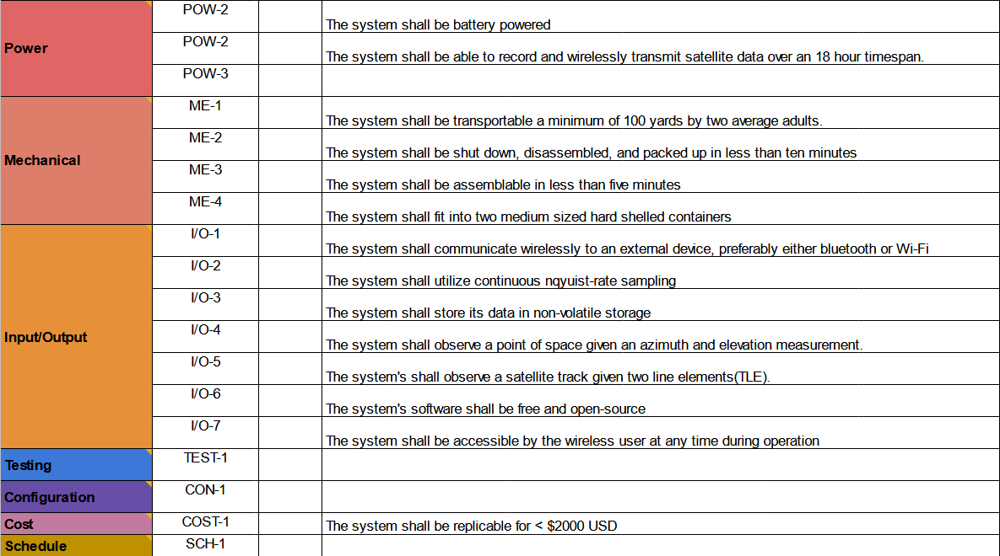 Power
POW-2
The system shall be battery powered
POW-2
The system shall be able to record and wirelessly transmit satellite data over an 18 hour timespan.
POW-3
Mechanical
ME-1
The system shall be transportable a minimum of 100 yards by two average adults.
ME-2
The system shall be shut down, disassembled, and packed up in less than ten minutes
ME-3
The system shall be assemblable in less than five minutes
ME-4
The system shall fit into two medium sized hard shelled containers
Input/Output
I/O-1
The system shall communicate wirelessly to an external device, preferably either bluetooth or Wi-Fi
I/O-2
The system shall utilize continuous nqyuist-rate sampling
I/O-3
The system shall store its data in non-volatile storage
I/O-4
The system shall observe a point of space given an azimuth and elevation measurement.
I/O-5
The system's shall observe a satellite track given two line elements(TLE).
I/O-6
The system's software shall be free and open-source
I/O-7
The system shall be accessible by the wireless user at any time during operation
Testing
TEST-1
Configuration
CON-1
Cost
COST-1
The system shall be replicable for < $2000 USD
Schedule
SCH-1